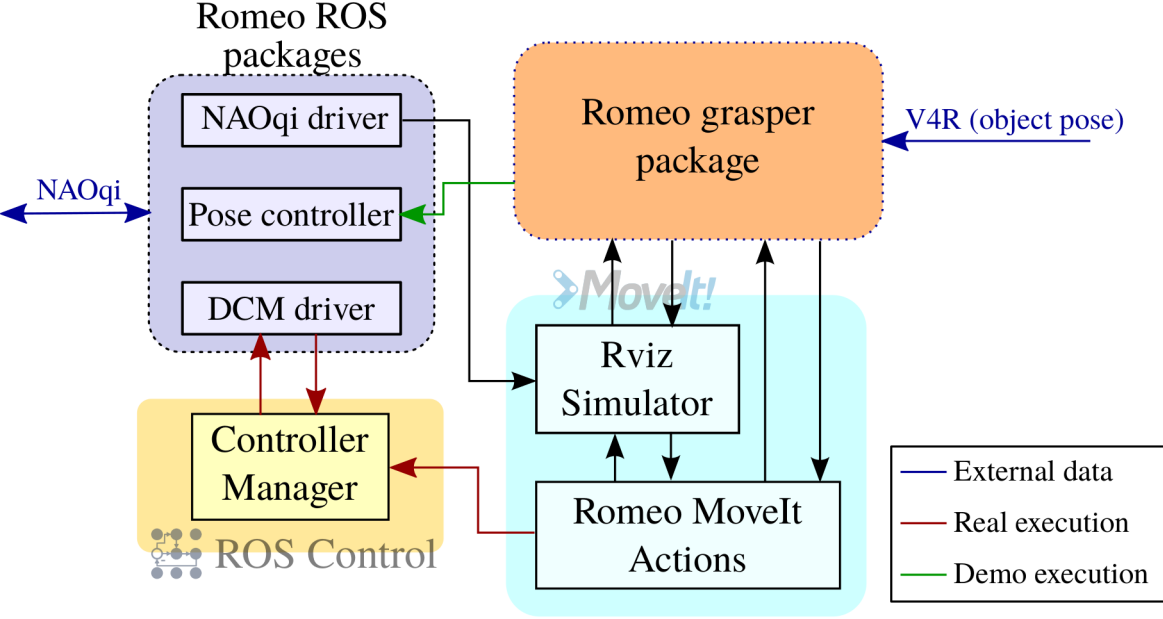 Romeo ROS
packages
NAOqi driver
Pose controller
DCM driver
NAOqi
Romeo grasper
package
V4R (object pose)
MoveIt!
Rviz
Simulator
Controller
Manager
ROS Control
Romeo MoveIt
Actions
External data
Real execution
Demo execution